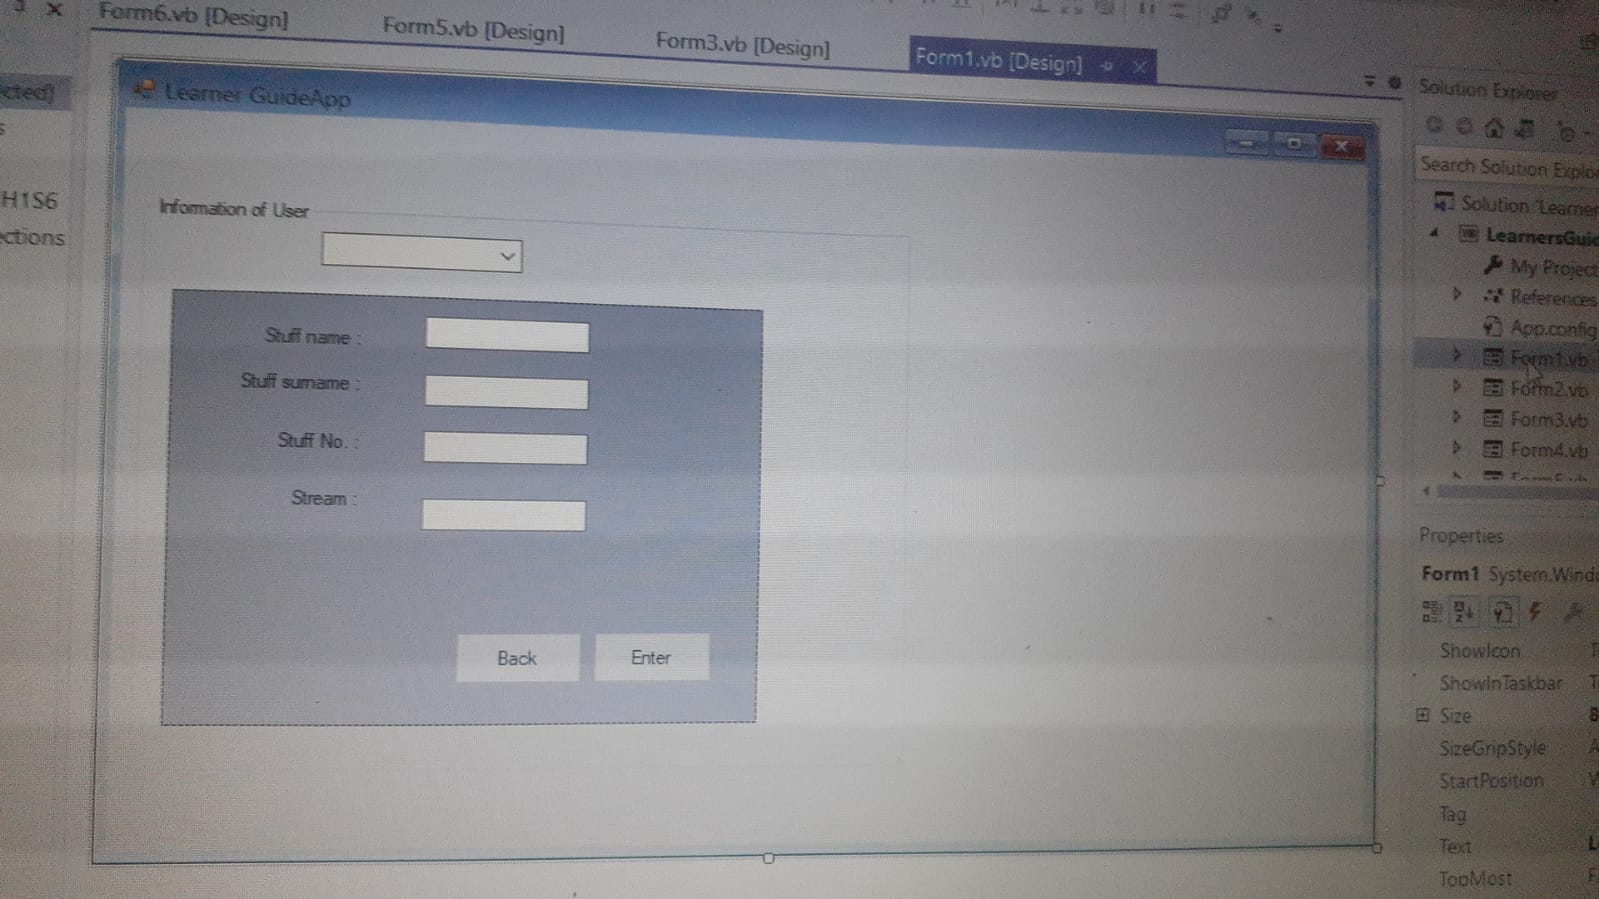 Form6.vb [Design]
Form5.vb [Design]
Form3.vb [Design]
Form1.vb [Design]
cted)
H1S6
ctions
Learner GuideApp
Information of User
Stuff name :
Stuff surname :
Stuff No. :
Stream :
Back
Enter
Solution Explorer
Search Solution Explo
Solution 'Learner
LearnersGuid
My Project
References
App.config
Form1.vb
Form2.vb
Form3.vb
Form4.vb
Properties
Form1 System.Wind
ShowIcon
ShowInTaskbar
Size
SizeGripStyle
StartPosition
Tag
Text
TopMost